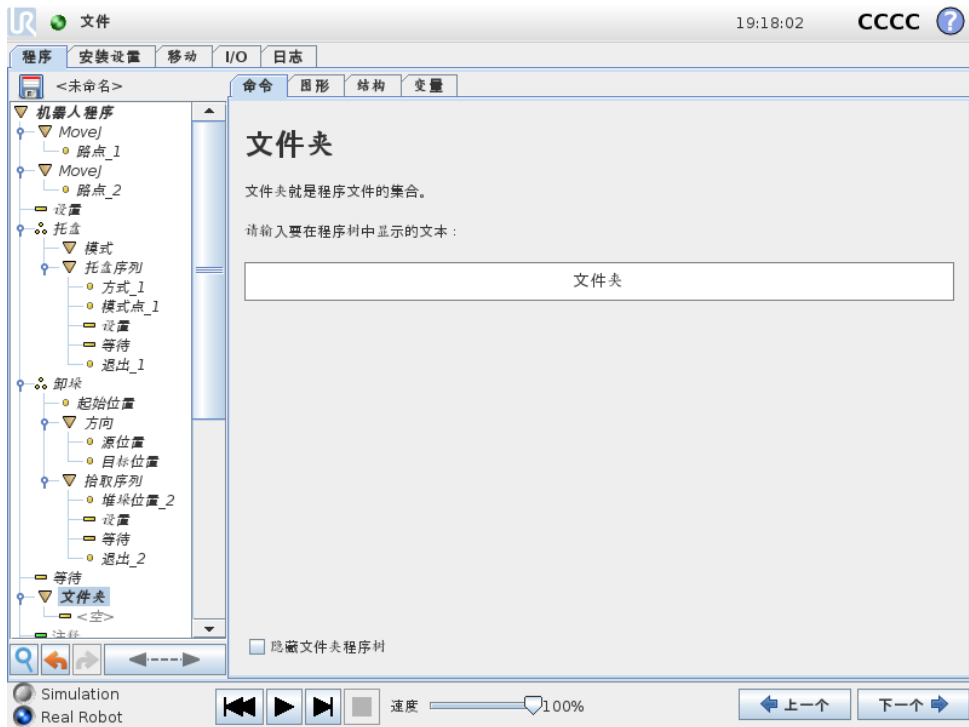 文件
19:18:02
CCCC
?
程序 安装设置 移动 I/O 日志
<未命名>
命令 图形 结构 变量
机器人程序
MoveJ
路点_1
MoveJ
路点_2
设置
托盘
模式
托盘序列
方式_1
模式点_1
设置
等待
退出_1
卸垛
起始位置
方向
源位置
目标位置
拾取序列
堆垛位置_2
设置
等待
退出_2
等待
文件夹
<空>
注释
文件夹
文件夹就是程序文件的集合。
请输入要在程序树中显示的文本：
文件夹
隐藏文件夹程序树
Simulation
Real Robot
速度
100%
上一个
下一个